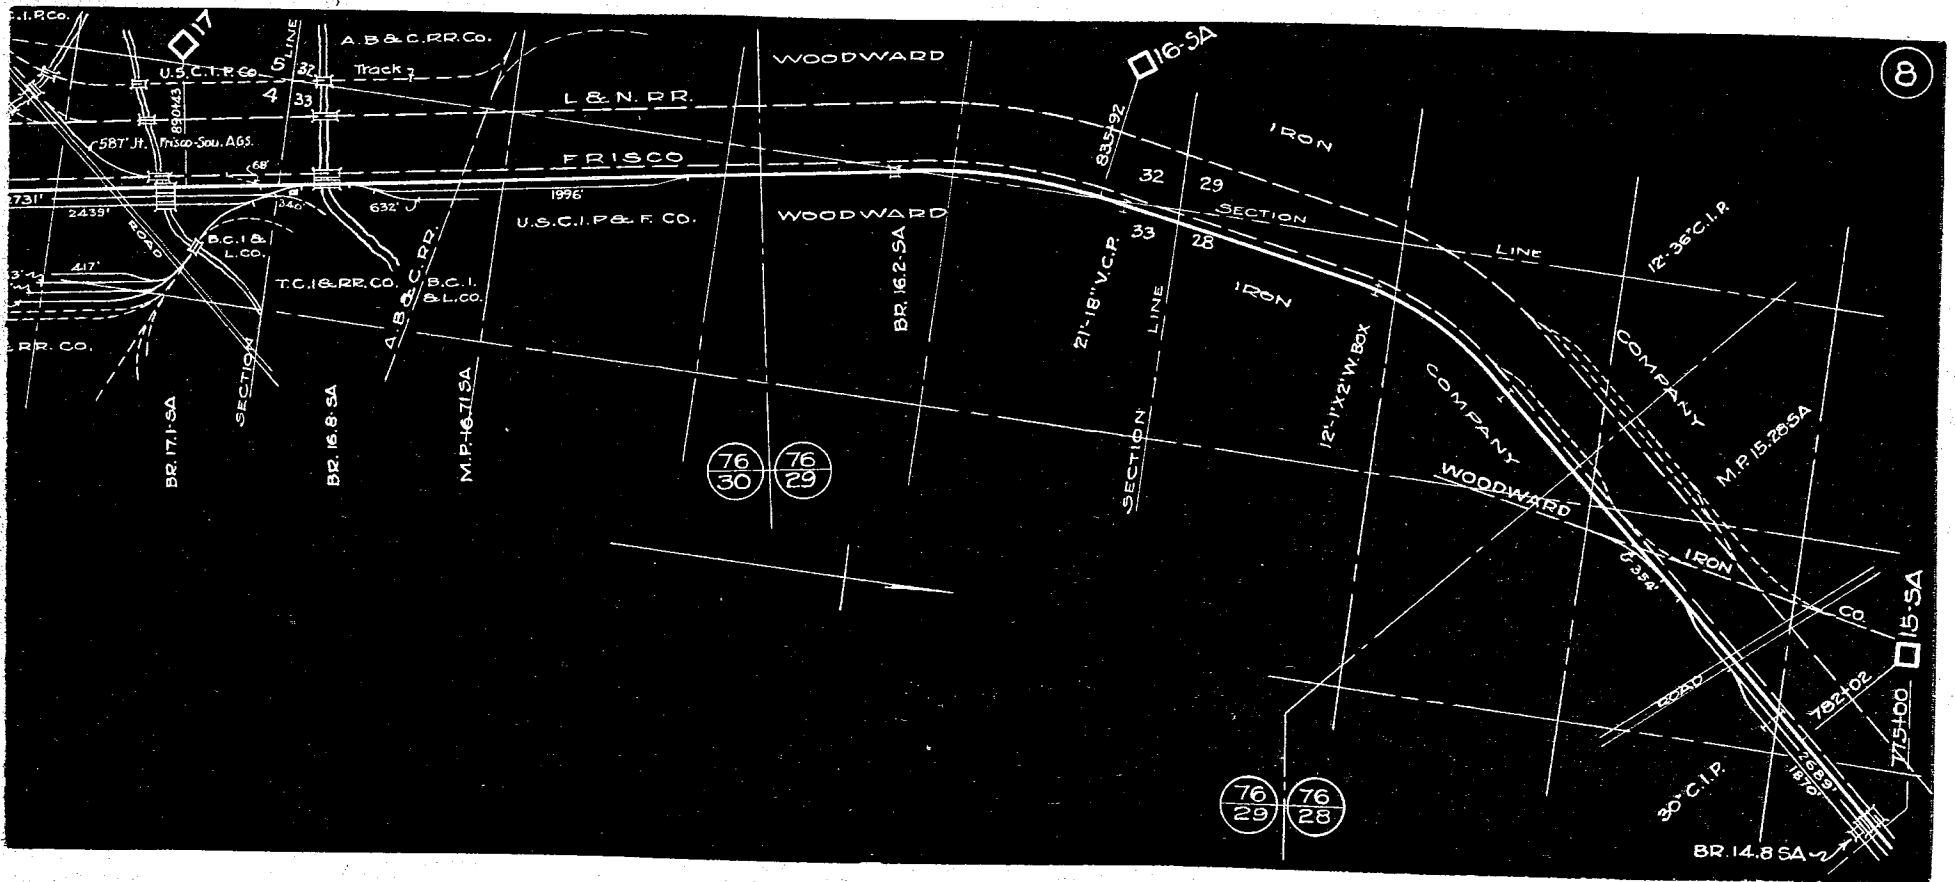 C.I.P.Co.
17
U.S.C.I.P. Co.
890+43
587' Jt. Frisco-Sou. AGS.
5
LINE
32
4
33
A.B & C. RR. Co.
Track
WOODWARD
L & N. RR.
FRISCO
68'
2731'
2439'
346'
632'
1996'
U.S.C.I.P. & F. CO.
WOODWARD
ROAD
B.C.I. &
L. CO.
417'
T.C.I & RR. CO.
A.B. & C. RR.
B.C.I.
& L. CO.
RR. CO.
SECTION
BR. 17.1-SA
BR. 16.8-SA
M.P.-16.71 SA
76
30
76
29
BR. 16.2-SA
16-SA
835+92
IRON
32
29
SECTION
LINE
33
28
21'-18" V.C.P.
LINE
SECTION
IRON
12'-1'X2' W. BOX
12'-36" C.I.P.
COMPANY
COMPANY
M.P. 15.28-SA
WOODWARD
IRON
CO.
354'
ROAD
15-SA
782+02
775+00
2689'
1870'
30" C.I.P.
BR. 14.8 SA
76
29
76
28
8